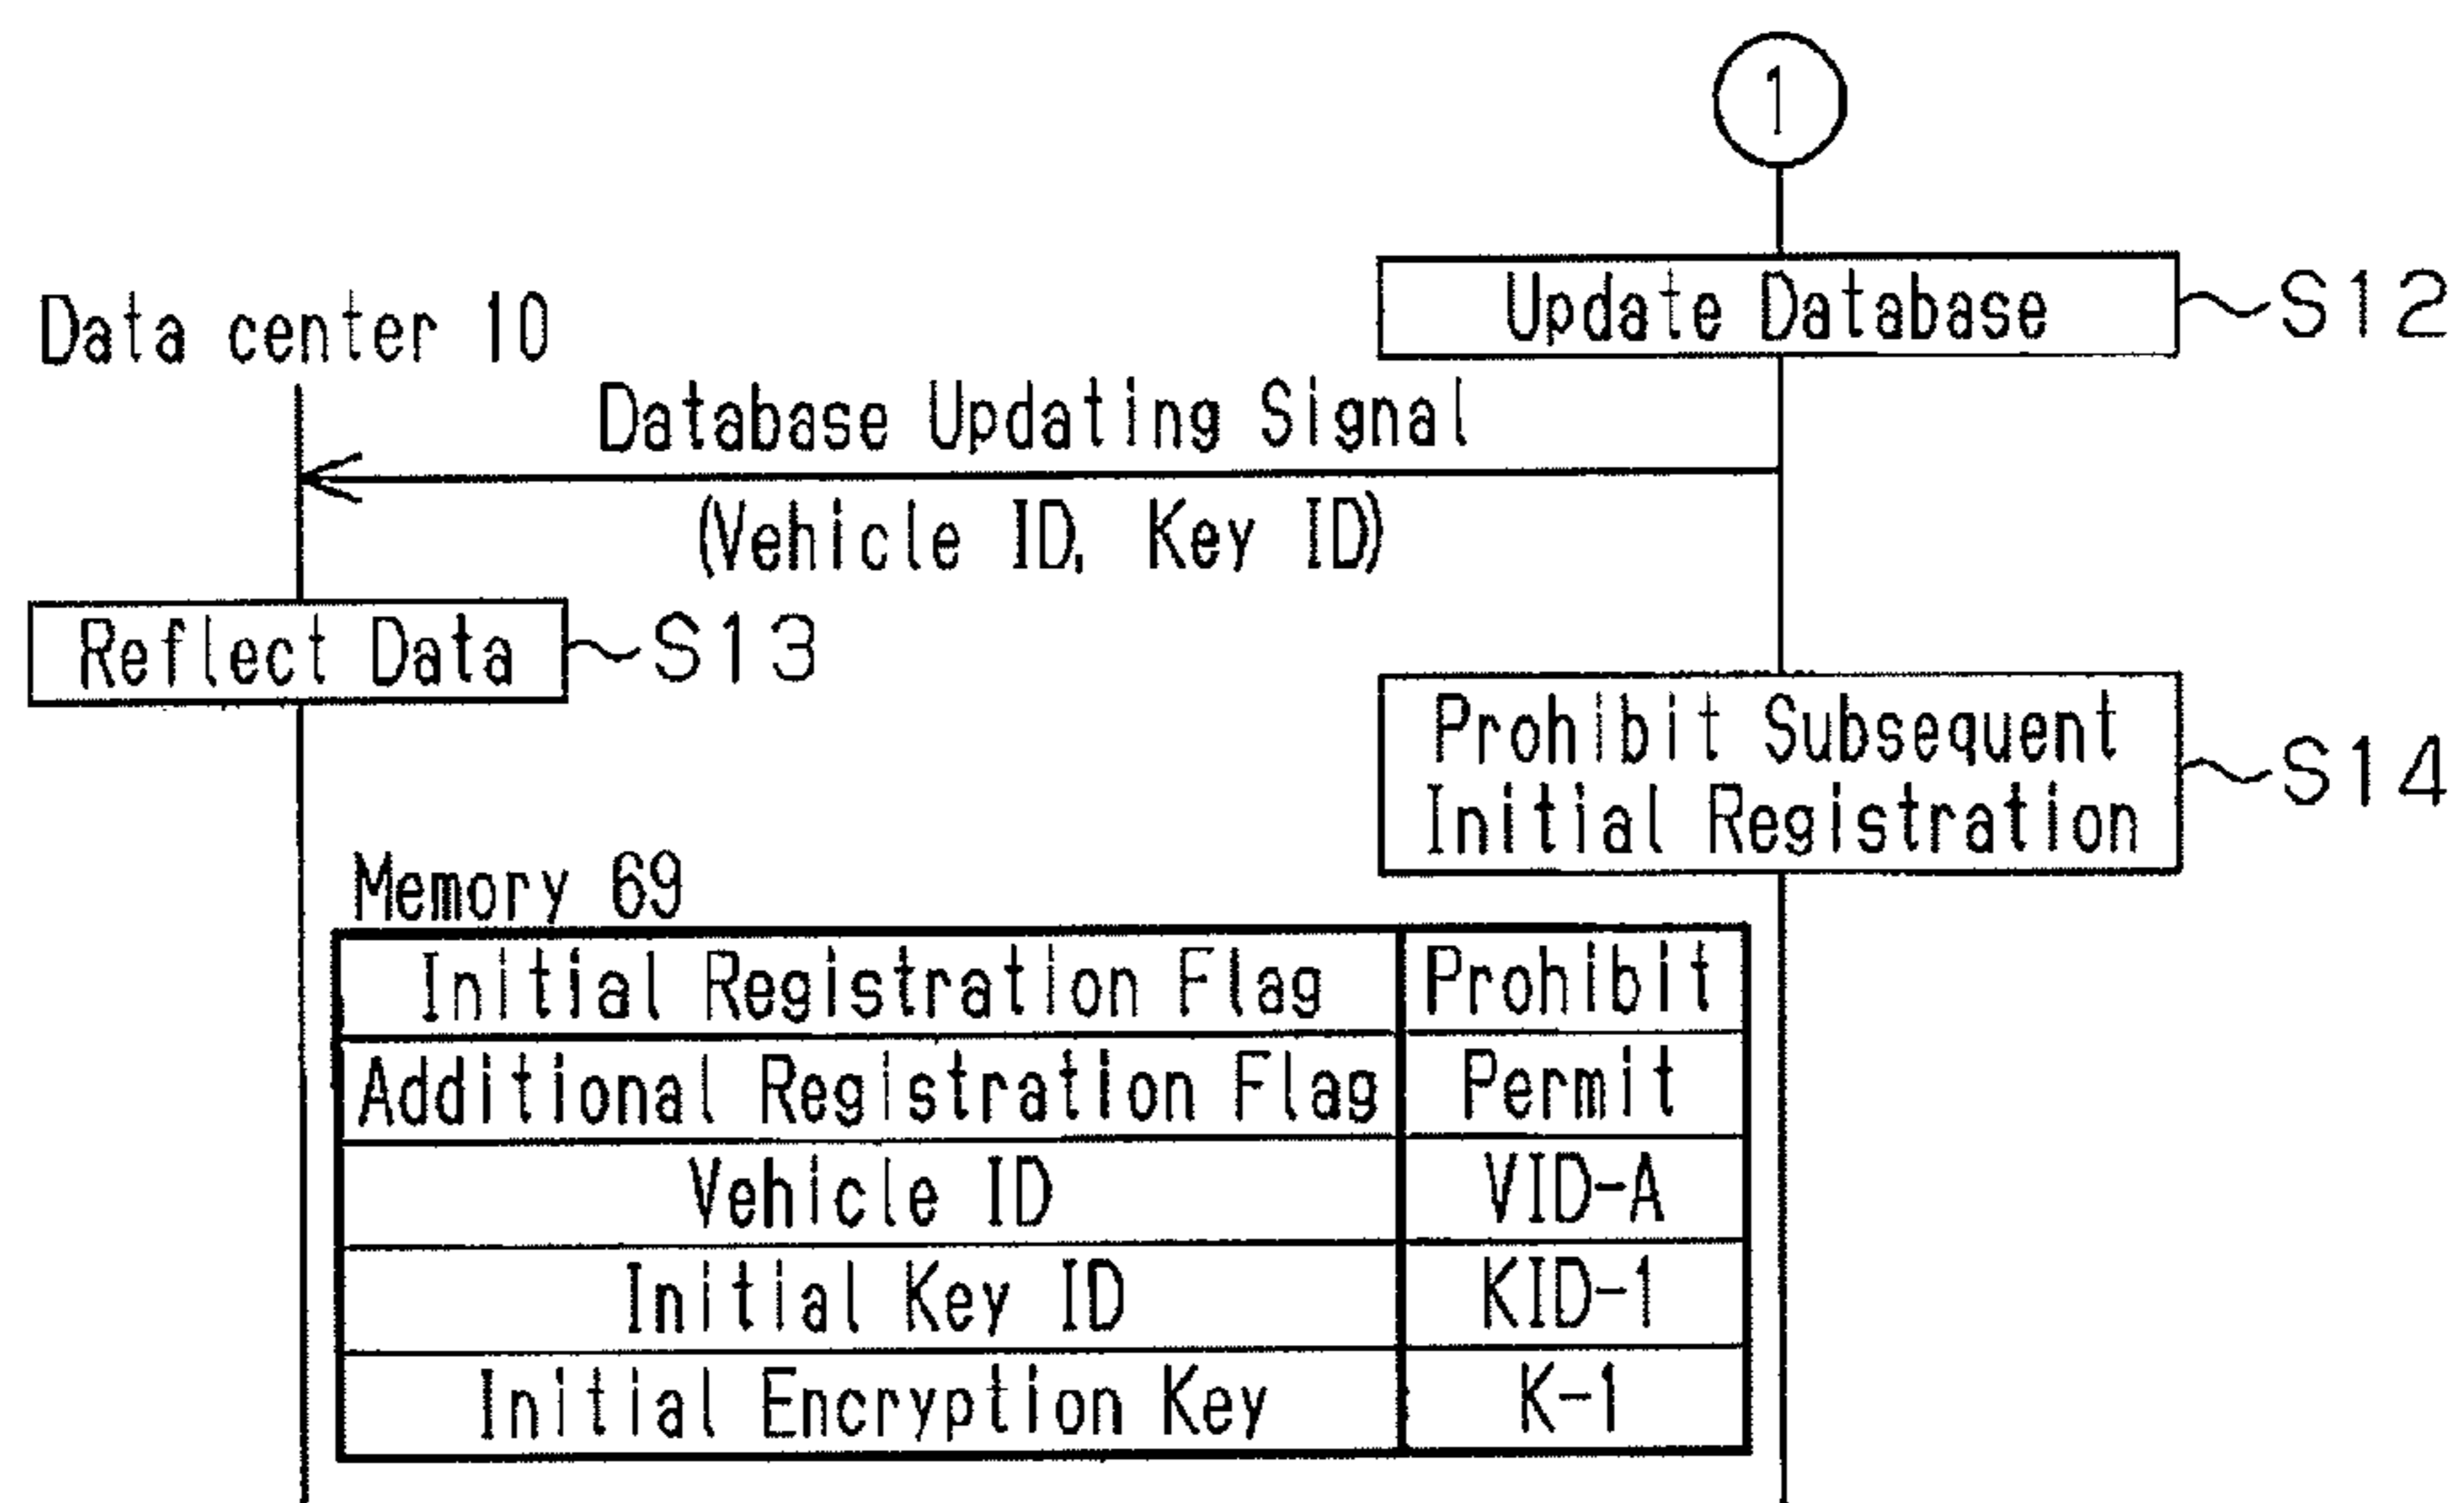 1
Update Database
S12
Data center 10
Database Updating Signal
(Vehicle ID, Key ID)
Reflect Data
S13
Prohibit Subsequent
Initial Registration
S14
Memory 69
Initial Registration Flag Prohibit
Additional Registration Flag Permit
Vehicle ID VID-A
Initial Key ID KID-1
Initial Encryption Key K-1